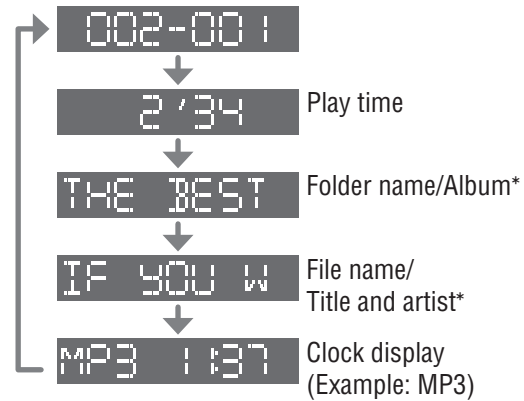 002-001
2'34
Play time
THE BEST
Folder name/Album*
IF YOU W
File name/
Title and artist*
MP3 11:37
Clock display
(Example: MP3)